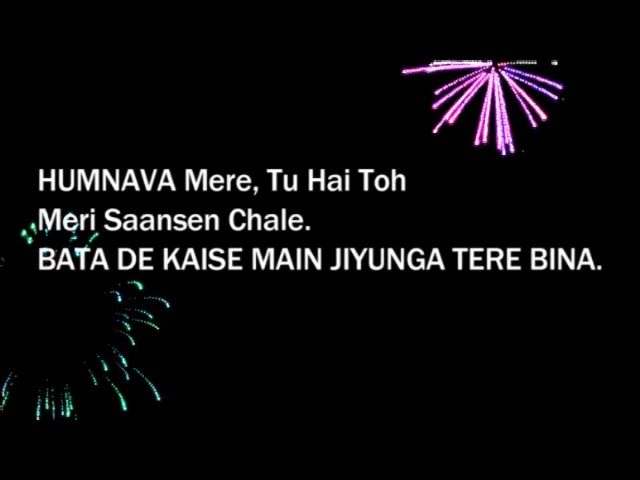 HUMNAVA Mere, Tu Hai Toh
Meri Saansen Chale.
BATA DE KAISE MAIN JIYUNGA TERE BINA.